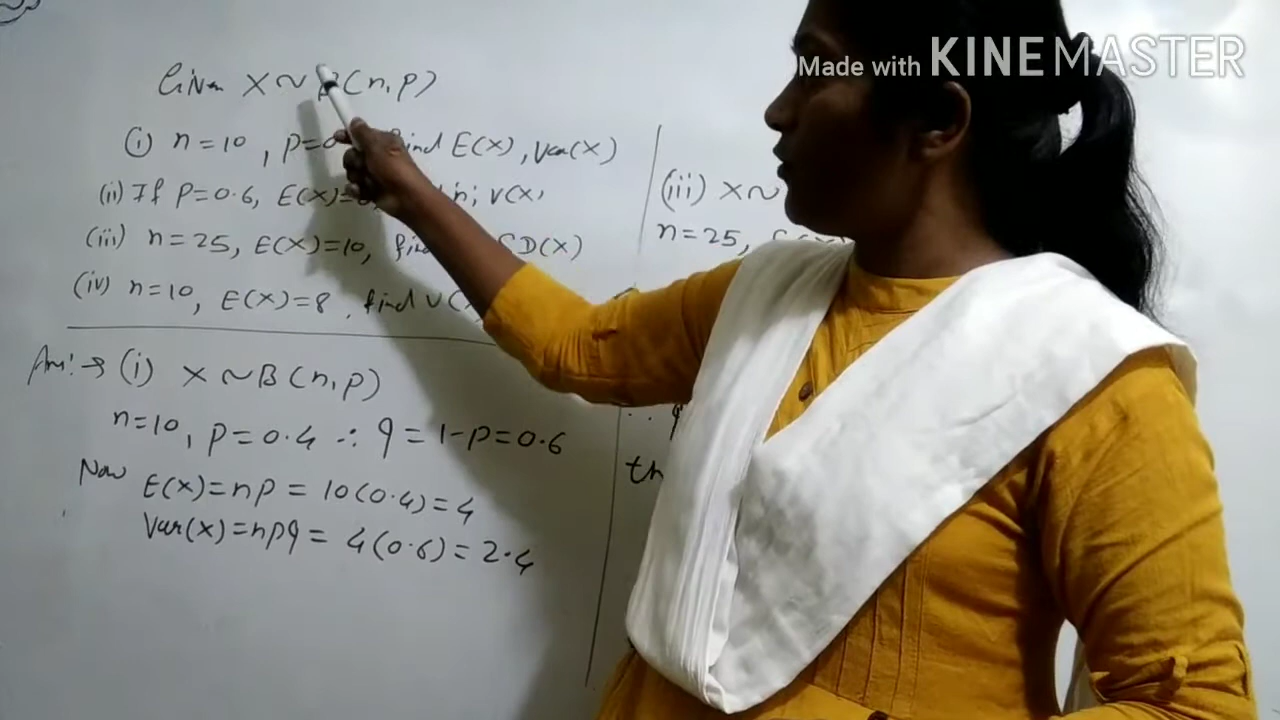 Made with KINEMASTER
Given X ~ B(n, p)
(i) n = 10, p = 0 find E(X), Var(X)
(ii) If P = 0.6, E(X) = n; V(X)
(iii) n = 25, E(X) = 10, find SD(X)
(iv) n = 10, E(X) = 8, find V(X
Ans: → (i) X ~ B(n, p)
n = 10, p = 0.4 ∴ q = 1 - p = 0.6
Now E(X) = np = 10(0.4) = 4
Var(X) = npq = 4(0.6) = 2.4
(iii) X ~
n = 25,
∴ q
th